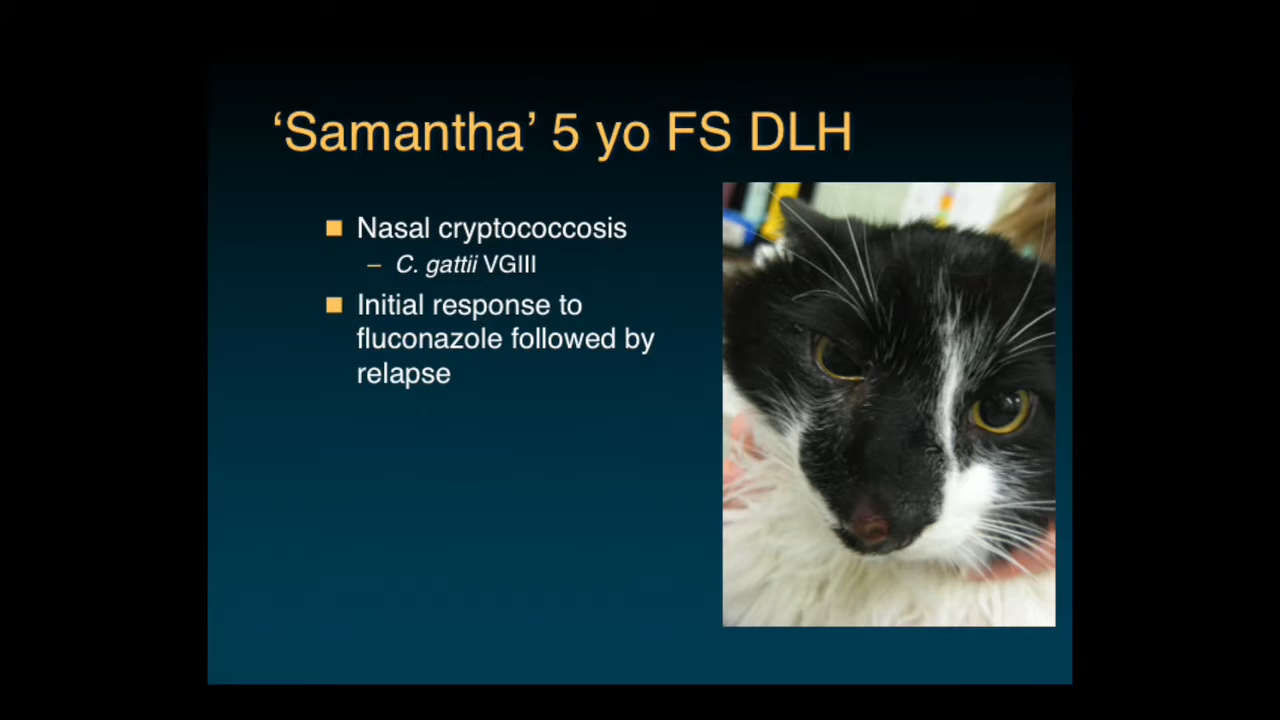 ‘Samantha’ 5 yo FS DLH
Nasal cryptococcosis
– C. gattii VGIII
Initial response to
fluconazole followed by
relapse